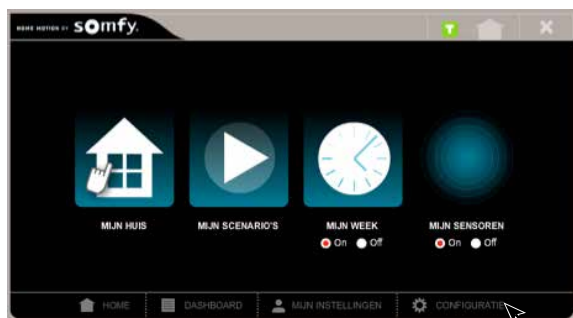 HOME MOTION BY somfy.
T
MIJN HUIS MIJN SCENARIO'S MIJN WEEK MIJN SENSOREN
On Off On Off
HOME DASHBOARD MIJN INSTELLINGEN CONFIGURATIE